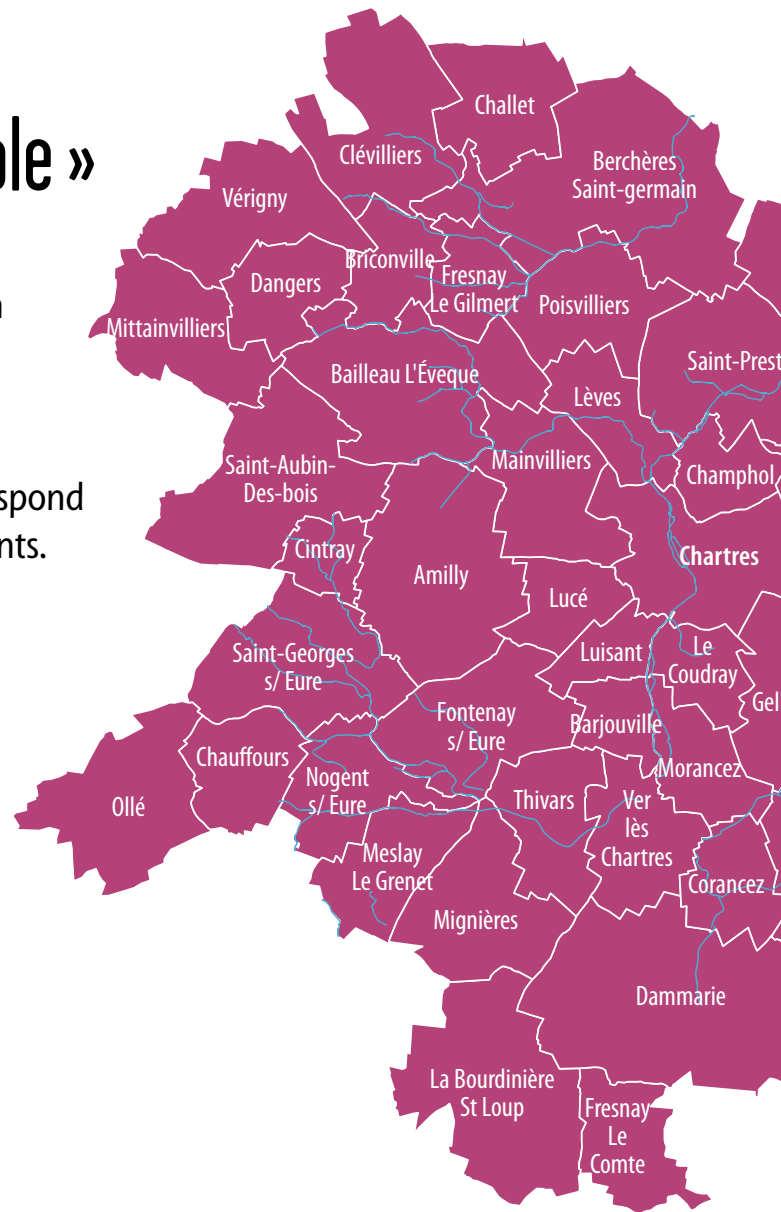 Challet
ole »
Clévilliers
Berchères
Saint-germain
Vérigny
Briconville
Dangers
Fresnay
Le Gilmert
Poisvilliers
Mittainvilliers
Bailleau L'Éveque
Saint-Prest
Lèves
Saint-Aubin-
Des-bois
Mainvilliers
Champhol
spond
nts.
Cintray
Chartres
Amilly
Lucé
Saint-Georges
s/ Eure
Luisant
Le
Coudray
Gel
Fontenay
s/ Eure
Barjouville
Chauffours
Nogent
s/ Eure
Morancez
Ollé
Thivars
Ver
lès
Chartres
Meslay
Le Grenet
Corancez
Mignières
Dammarie
La Bourdinière
St Loup
Fresnay
Le
Comte